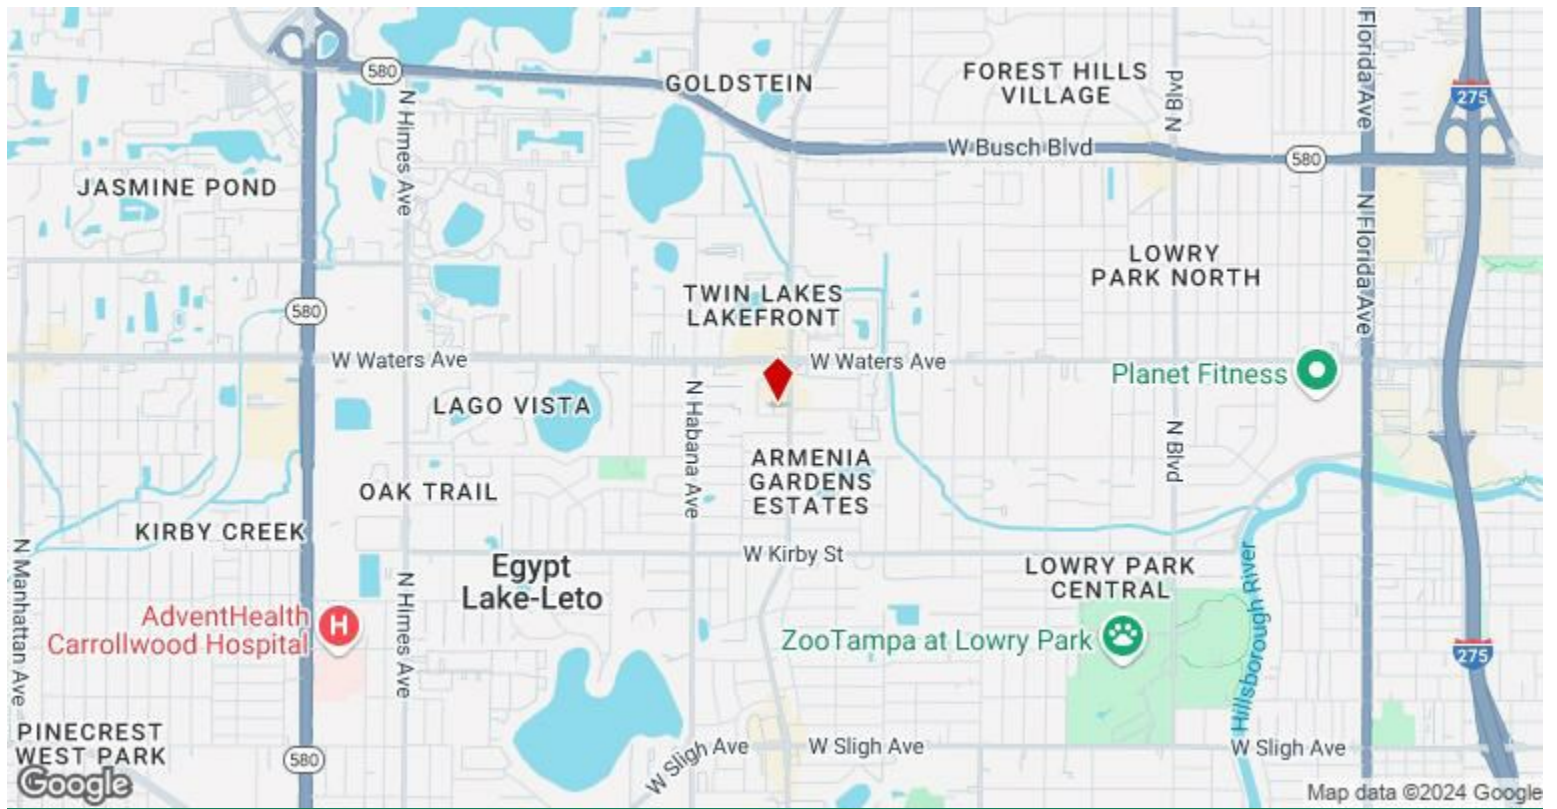 580
GOLDSTEIN
FOREST HILLS
VILLAGE
N Blvd
N Florida Ave
275
N Himes Ave
W Busch Blvd
580
JASMINE POND
N Florida Ave
LOWRY
PARK NORTH
TWIN LAKES
LAKEFRONT
580
W Waters Ave
W Waters Ave
Planet Fitness
LAGO VISTA
N Habana Ave
N Blvd
ARMENIA
GARDENS
ESTATES
OAK TRAIL
KIRBY CREEK
N Manhattan Ave
W Kirby St
Egypt
Lake-Leto
LOWRY PARK
CENTRAL
Hillsborough River
N Himes Ave
AdventHealth
Carrollwood Hospital
H
ZooTampa at Lowry Park
275
PINECREST
WEST PARK
580
W Sligh Ave
W Sligh Ave
W Sligh Ave
Google
Map data ©2024 Google